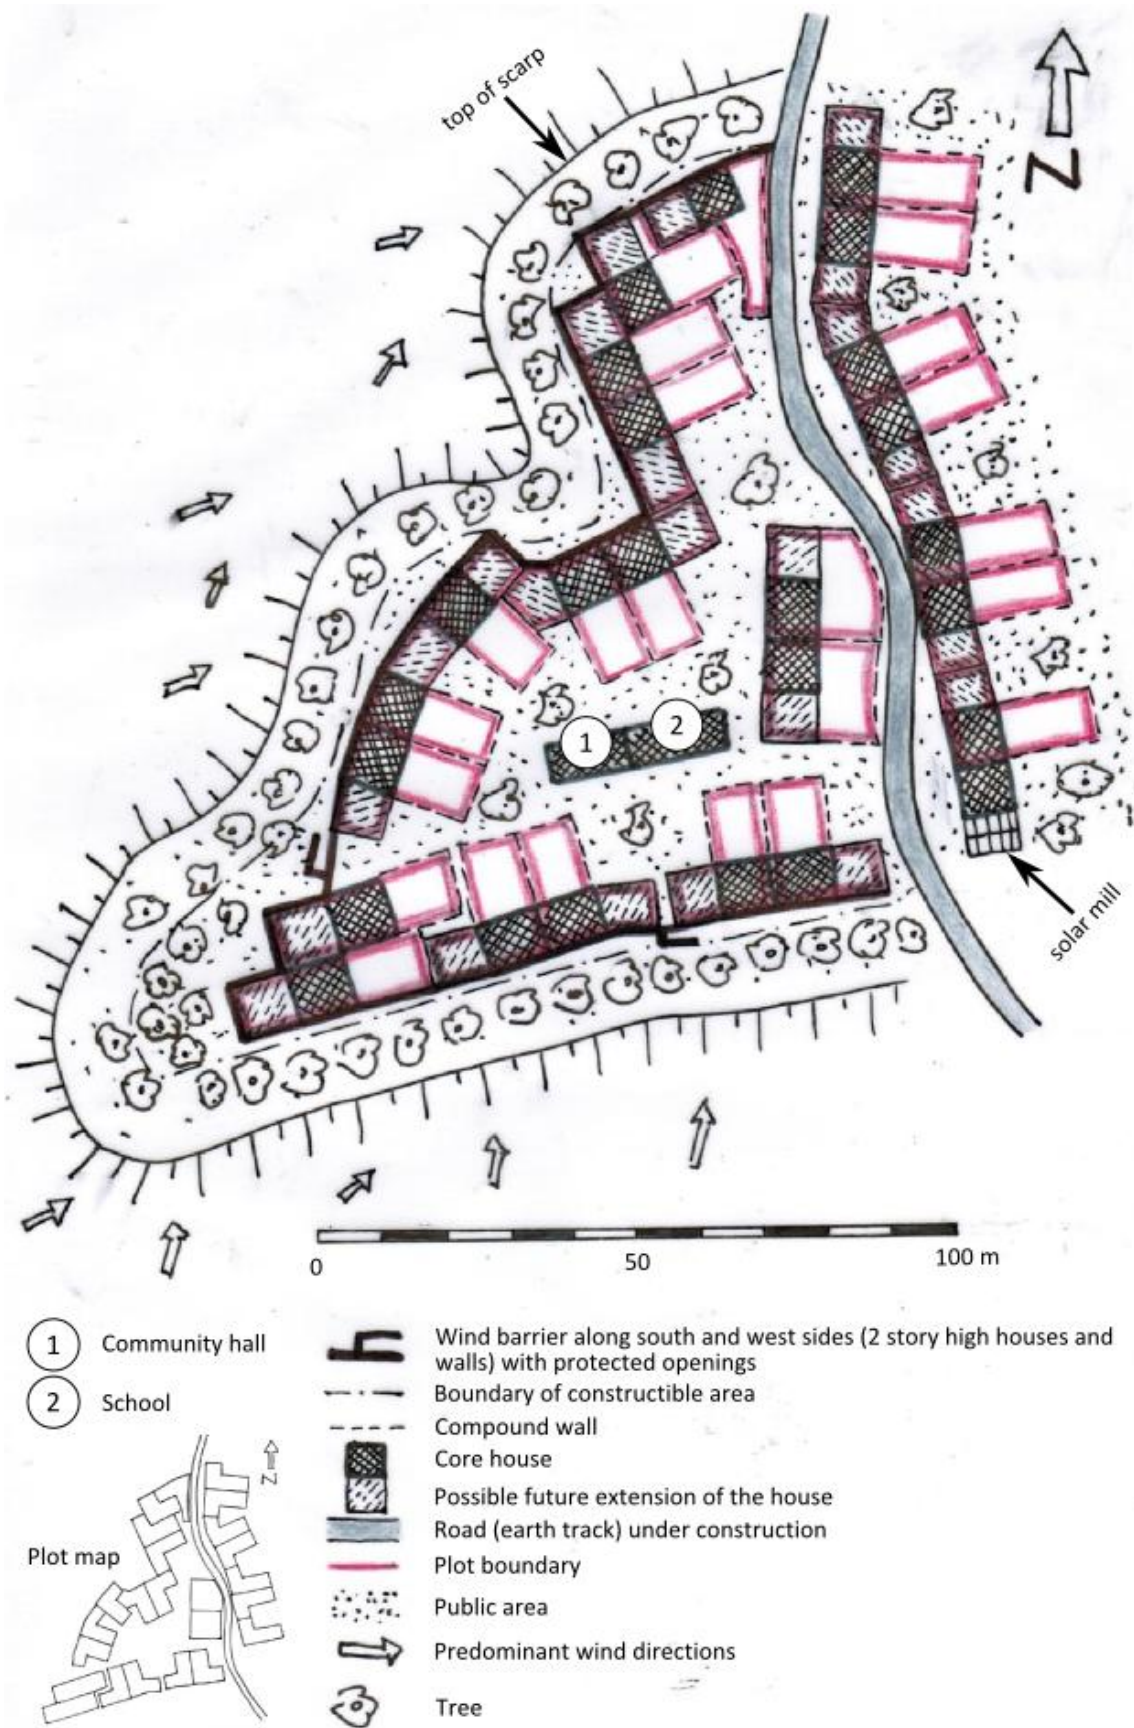 top of scarp
N
1
2
solar mill
0
50
100 m
1
Community hall
2
School
Plot map
N
Wind barrier along south and west sides (2 story high houses and
walls) with protected openings
Boundary of constructible area
Compound wall
Core house
Possible future extension of the house
Road (earth track) under construction
Plot boundary
Public area
Predominant wind directions
Tree